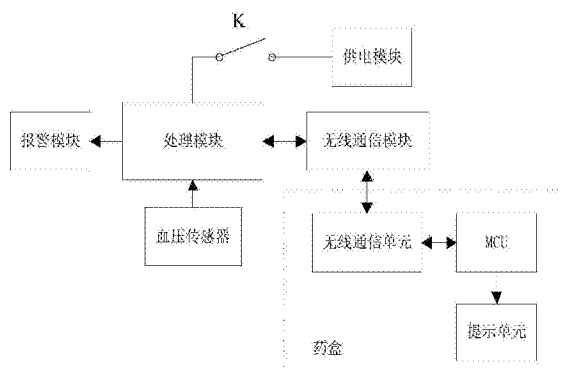 K
供电模块
报警模块
处理模块
无线通信模块
血压传感器
无线通信单元
MCU
提示单元
药盒